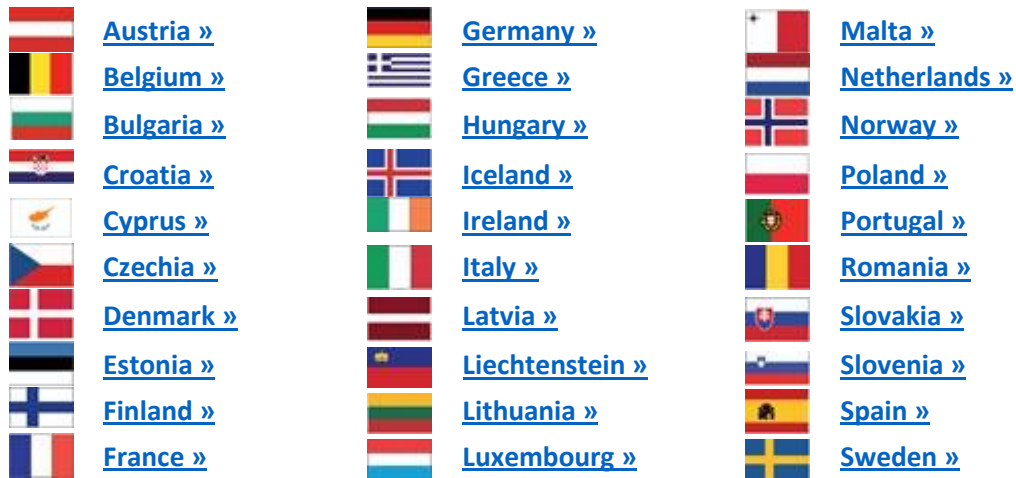 Austria »
Belgium »
Bulgaria »
Croatia »
Cyprus »
Czechia »
Denmark »
Estonia »
Finland »
France »
Germany »
Greece »
Hungary »
Iceland »
Ireland »
Italy »
Latvia »
Liechtenstein »
Lithuania »
Luxembourg »
Malta »
Netherlands »
Norway »
Poland »
Portugal »
Romania »
Slovakia »
Slovenia »
Spain »
Sweden »